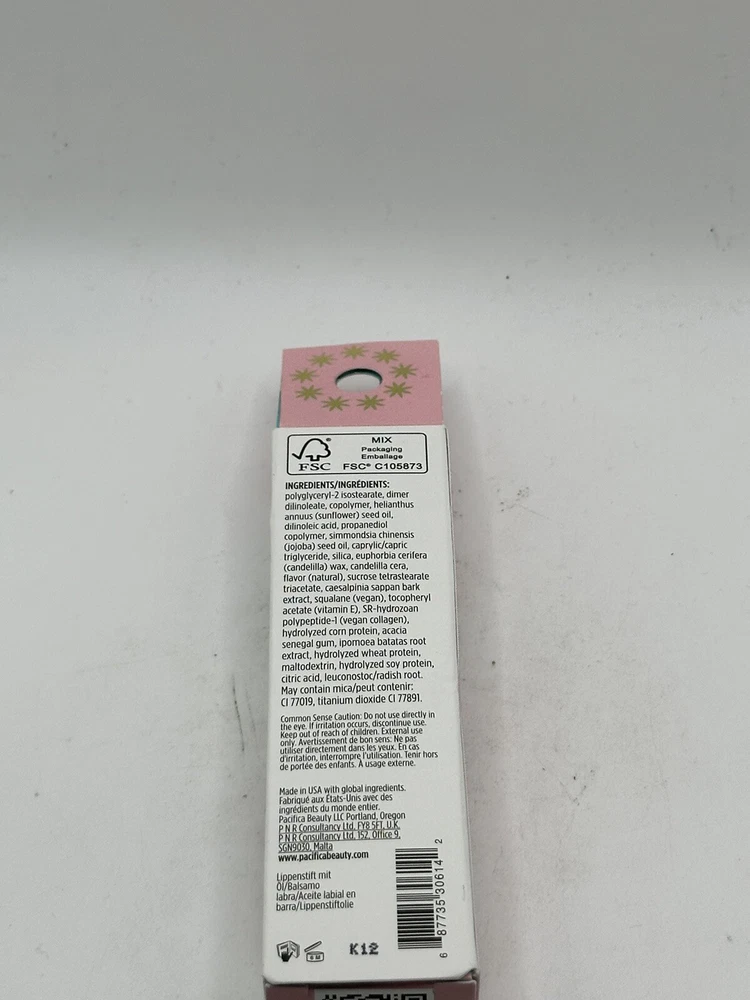 MIX
Packaging
Emballage
FSC
FSC® C105873
INGREDIENTS/INGRÉDIENTS:
polyglyceryl-2 isostearate, dimer
dilinoleate, copolymer, helianthus
annuus (sunflower) seed oil,
dilinoleic acid, propanediol
copolymer, simmondsia chinensis
(jojoba) seed oil, caprylic/capric
triglyceride, silica, euphorbia cerifera
(candelilla) wax, candelilla cera,
flavor (natural), sucrose tetrastearate
triacetate, caesalpinia sappan bark
extract, squalane (vegan), tocopheryl
acetate (vitamin E), SR-hydrozoan
polypeptide-1 (vegan collagen),
hydrolyzed corn protein, acacia
senegal gum, ipomoea batatas root
extract, hydrolyzed wheat protein,
maltodextrin, hydrolyzed soy protein,
citric acid, leuconostoc/radish root.
May contain mica/peut contenir:
CI 77019, titanium dioxide CI 77891.
Common Sense Caution: Do not use directly in
the eye. If irritation occurs, discontinue use.
Keep out of reach of children. External use
only. Avertissement de bon sens: Ne pas
utiliser directement dans les yeux. En cas
d'irritation, interrompre l'utilisation. Tenir hors
de portée des enfants. À usage externe.
Made in USA with global ingredients.
Fabriqué aux États-Unis avec des
ingrédients du monde entier.
Pacifica Beauty LLC Portland, Oregon
P N R Consultancy Ltd. FY8 5FT, U.K.
P N R Consultancy Ltd. 152, Office 9,
SGN9030, Malta
www.pacificabeauty.com
Lippenstift mit
Öl/Balsamo
labra/Aceite labial en
barra/Lippenstiftolie
6 M
K12
6 87735 30614 2